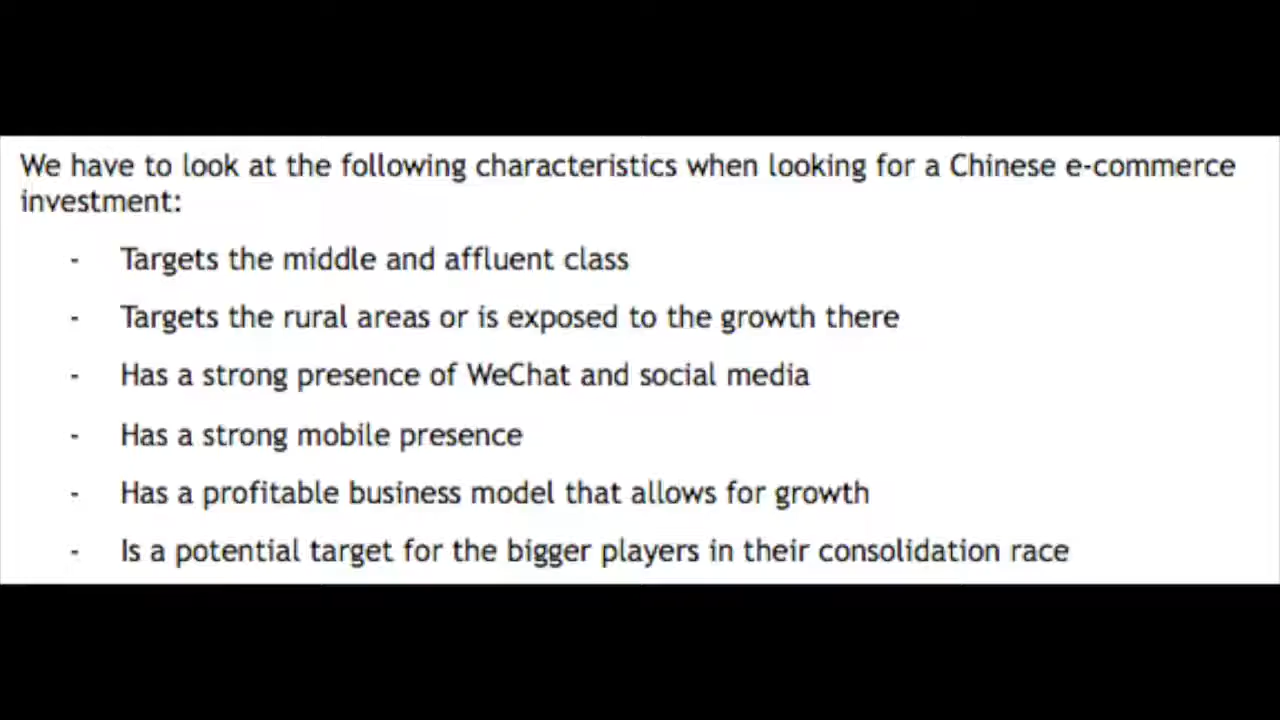 We have to look at the following characteristics when looking for a Chinese e-commerce
investment:
- Targets the middle and affluent class
- Targets the rural areas or is exposed to the growth there
- Has a strong presence of WeChat and social media
- Has a strong mobile presence
- Has a profitable business model that allows for growth
- Is a potential target for the bigger players in their consolidation race